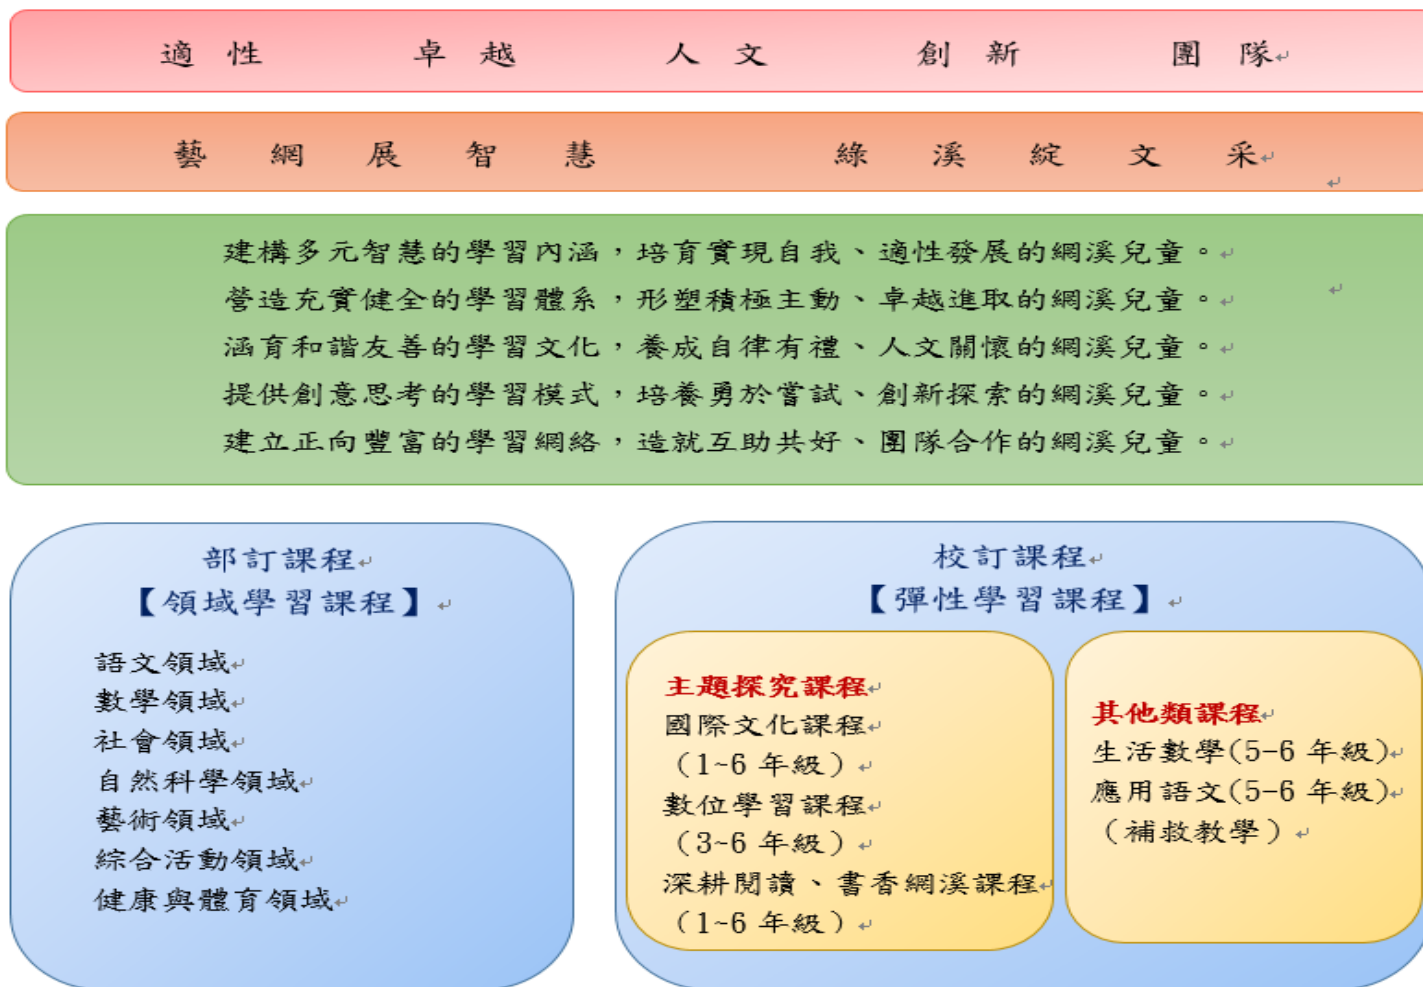 適性 卓越 人文 創新 團隊
藝網展智慧 綠溪綻文采
建構多元智慧的學習內涵，培育實現自我、適性發展的網溪兒童。
營造充實健全的學習體系，形塑積極主動、卓越進取的網溪兒童。
涵育和諧友善的學習文化，養成自律有禮、人文關懷的網溪兒童。
提供創意思考的學習模式，培養勇於嘗試、創新探索的網溪兒童。
建立正向豐富的學習網絡，造就互助共好、團隊合作的網溪兒童。
部訂課程
【領域學習課程】
語文領域
數學領域
社會領域
自然科學領域
藝術領域
綜合活動領域
健康與體育領域
校訂課程
【彈性學習課程】
主題探究課程
國際文化課程
（1~6 年級）
數位學習課程
（3-6 年級）
深耕閱讀、書香網溪課程
（1~6 年級）
其他類課程
生活數學(5-6 年級)
應用語文(5-6 年級)
（補救教學）